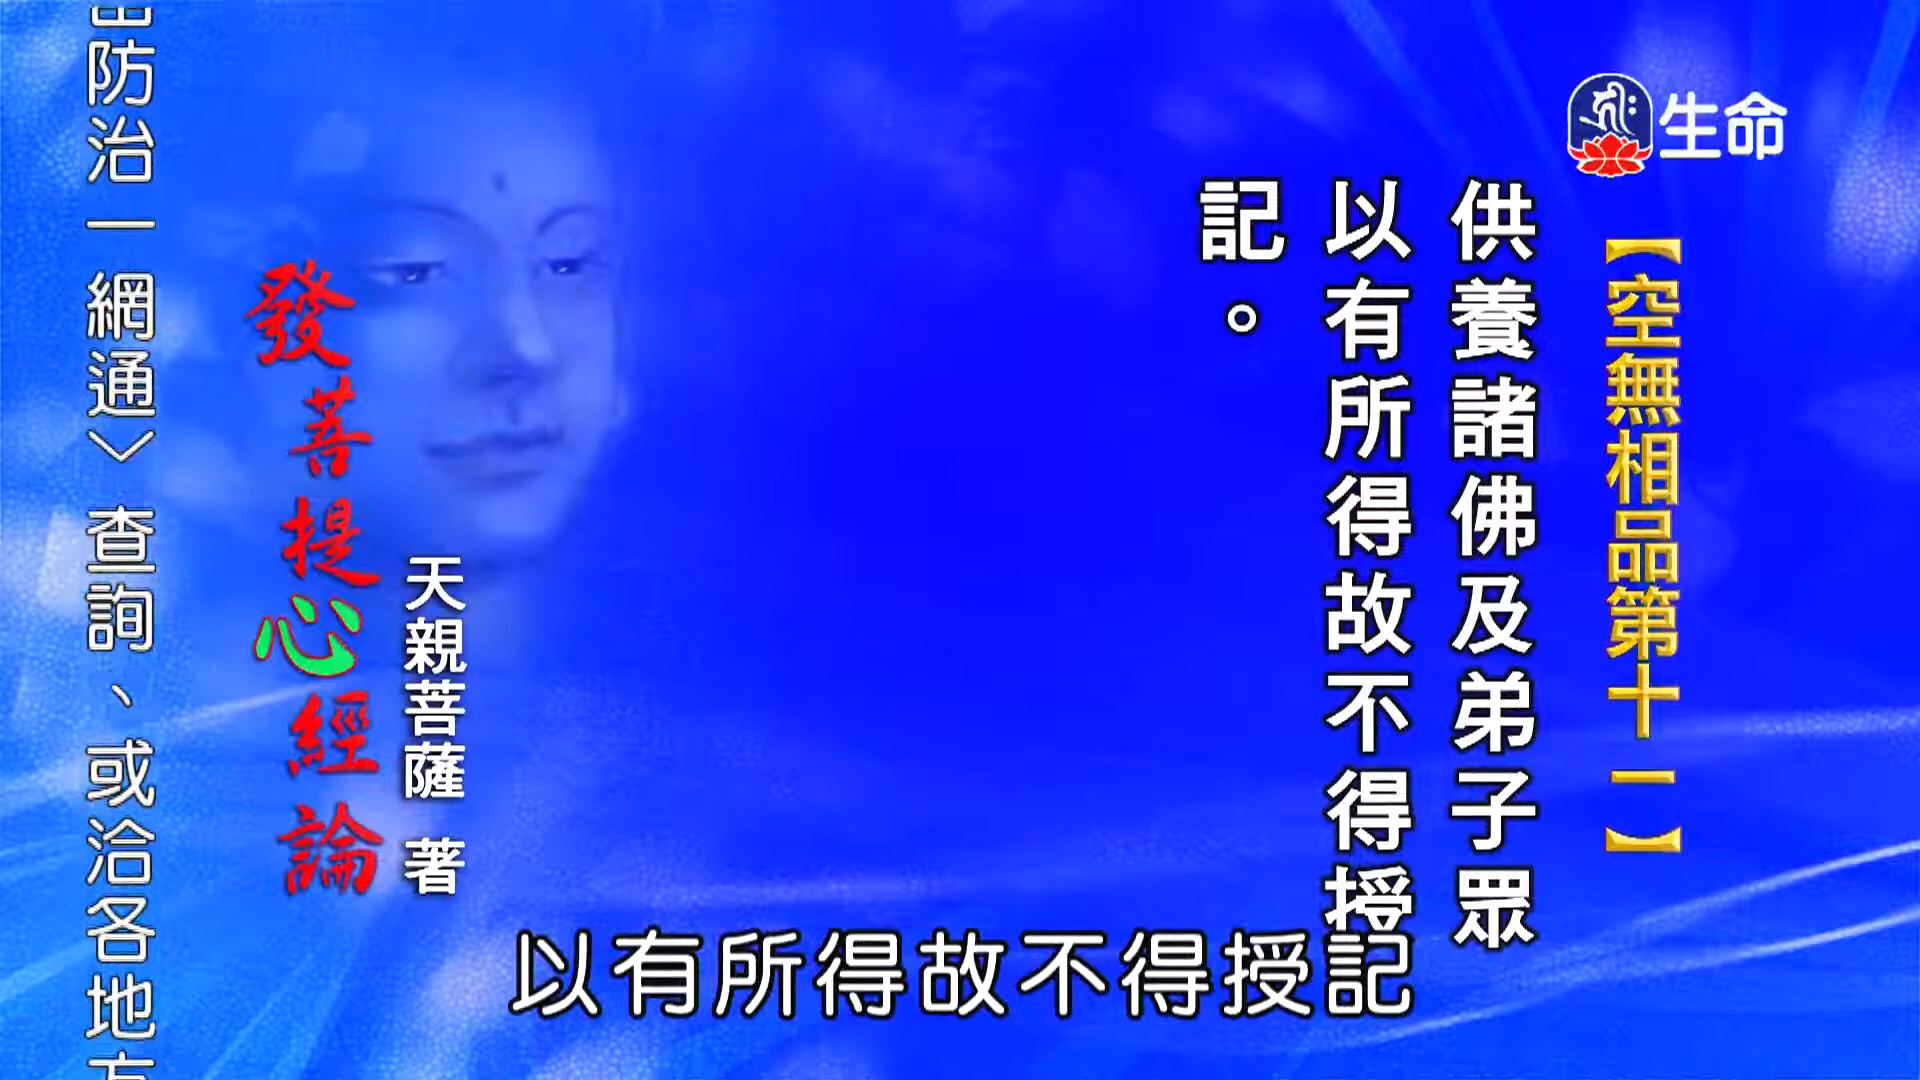 生命
【空無相品第十一】
供養諸佛及弟子眾
以有所得故不得授
記。
天親菩薩 著
發菩提心經論
防治一網通〉查詢、或洽各地方
以有所得故不得授記